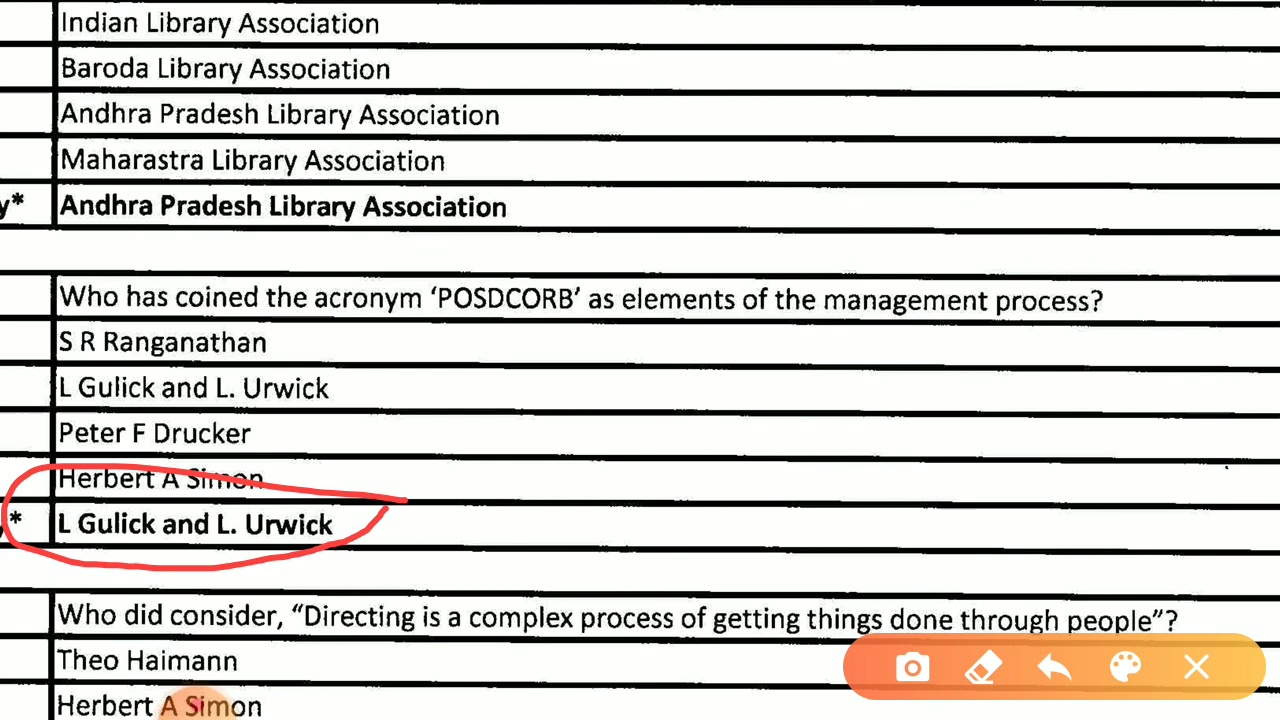 Indian Library Association
Baroda Library Association
Andhra Pradesh Library Association
Maharastra Library Association
y* Andhra Pradesh Library Association
Who has coined the acronym ‘POSDCORB’ as elements of the management process?
S R Ranganathan
L Gulick and L. Urwick
Peter F Drucker
Herbert A Simon
* L Gulick and L. Urwick
Who did consider, “Directing is a complex process of getting things done through people”?
Theo Haimann
Herbert A Simon